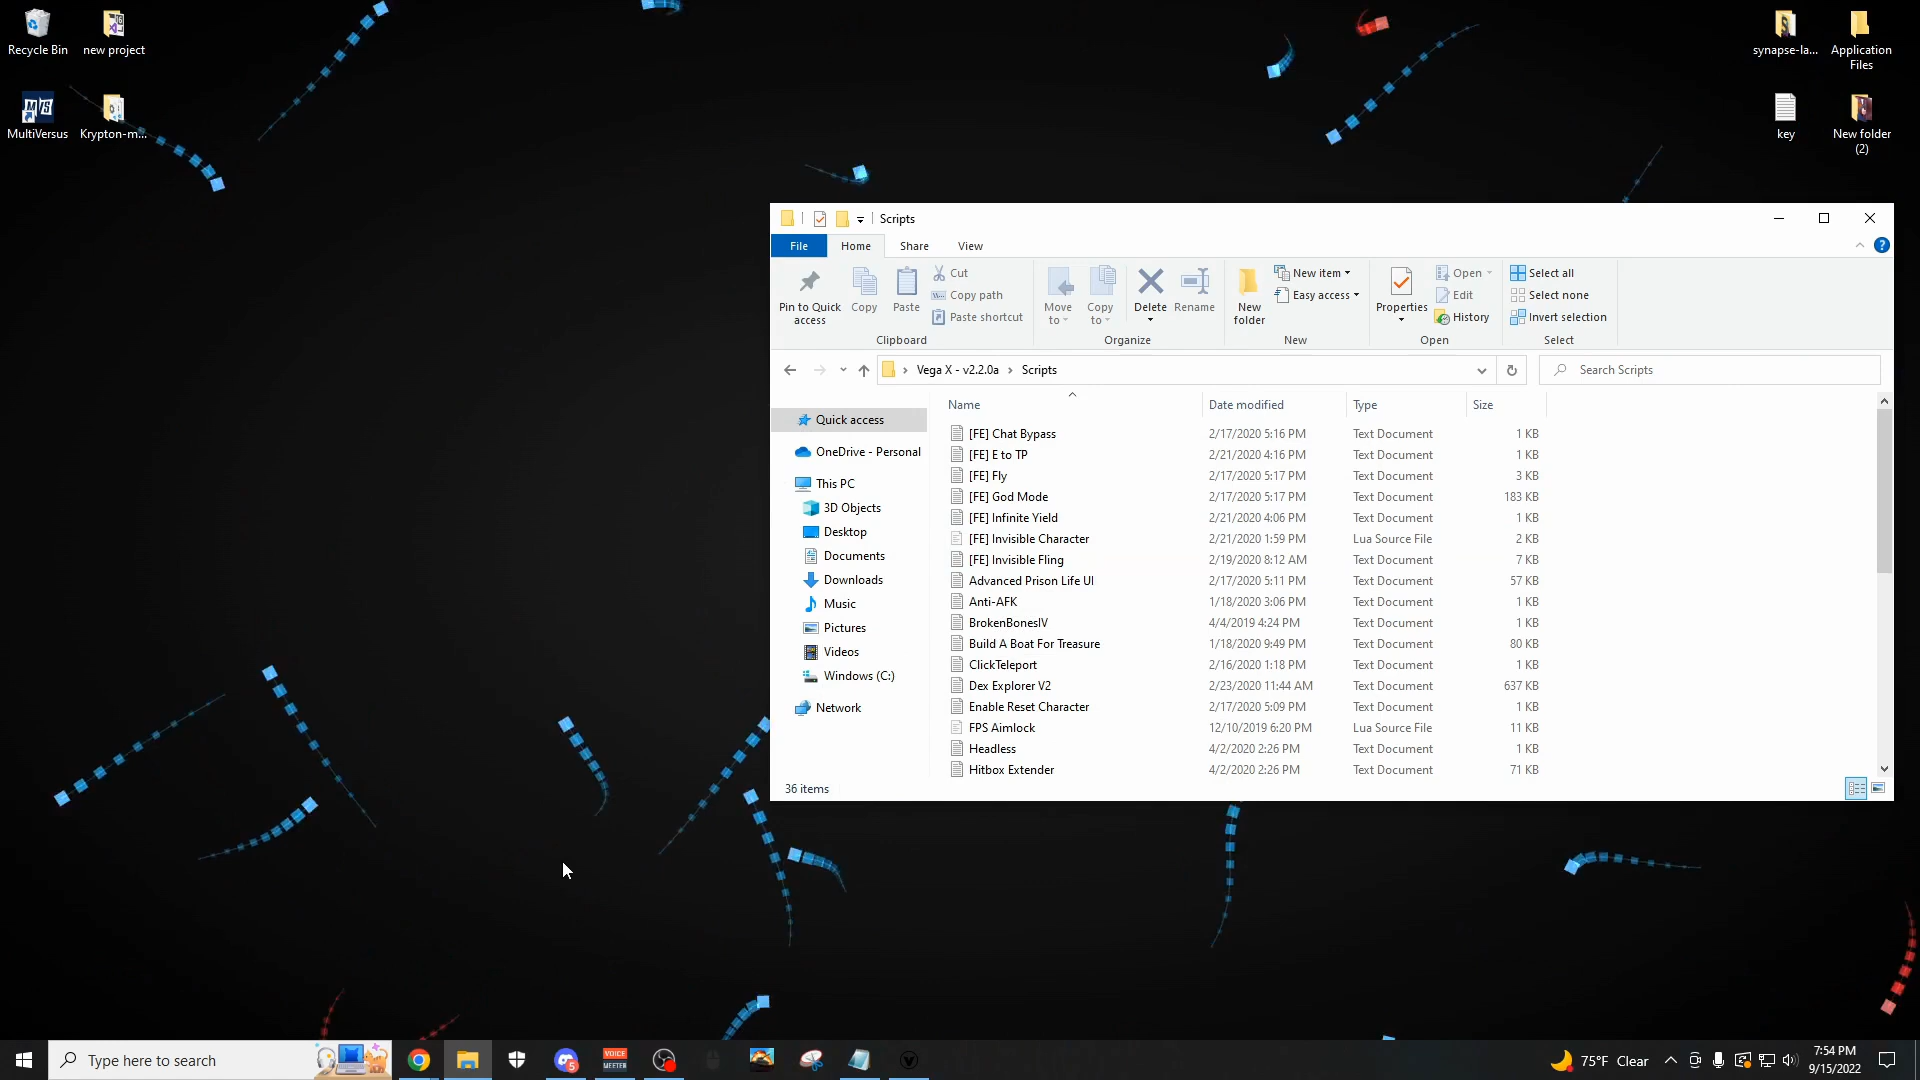 Recycle Bin
new project
MultiVersus
Krypton-m...
synapse-la...
Application
Files
key
New folder
(2)
Scripts
File
Home
Share
View
Pin to Quick
access
Copy
Paste
Cut
Copy path
Paste shortcut
Clipboard
Move
to
Copy
to
Delete
Rename
Organize
New
folder
New item
Easy access
New
Properties
Open
Edit
History
Open
Select all
Select none
Invert selection
Select
Vega X - v2.2.0a
Scripts
Search Scripts
Quick access
OneDrive - Personal
This PC
3D Objects
Desktop
Documents
Downloads
Music
Pictures
Videos
Windows (C:)
Network
Name Date modified Type Size
[FE] Chat Bypass 2/17/2020 5:16 PM Text Document 1 KB
[FE] E to TP 2/21/2020 4:16 PM Text Document 1 KB
[FE] Fly 2/17/2020 5:17 PM Text Document 3 KB
[FE] God Mode 2/17/2020 5:17 PM Text Document 183 KB
[FE] Infinite Yield 2/21/2020 4:06 PM Text Document 1 KB
[FE] Invisible Character 2/21/2020 1:59 PM Lua Source File 2 KB
[FE] Invisible Fling 2/19/2020 8:12 AM Text Document 7 KB
Advanced Prison Life UI 2/17/2020 5:11 PM Text Document 57 KB
Anti-AFK 1/18/2020 3:06 PM Text Document 1 KB
BrokenBonesIV 4/4/2019 4:24 PM Text Document 1 KB
Build A Boat For Treasure 1/18/2020 9:49 PM Text Document 80 KB
ClickTeleport 2/16/2020 1:18 PM Text Document 1 KB
Dex Explorer V2 2/23/2020 11:44 AM Text Document 637 KB
Enable Reset Character 2/17/2020 5:09 PM Text Document 1 KB
FPS Aimlock 12/10/2019 6:20 PM Lua Source File 11 KB
Headless 4/2/2020 2:26 PM Text Document 1 KB
Hitbox Extender 4/2/2020 2:26 PM Text Document 71 KB
36 items
Type here to search
5
VOICE
MEETER
75°F Clear
7:54 PM
9/15/2022